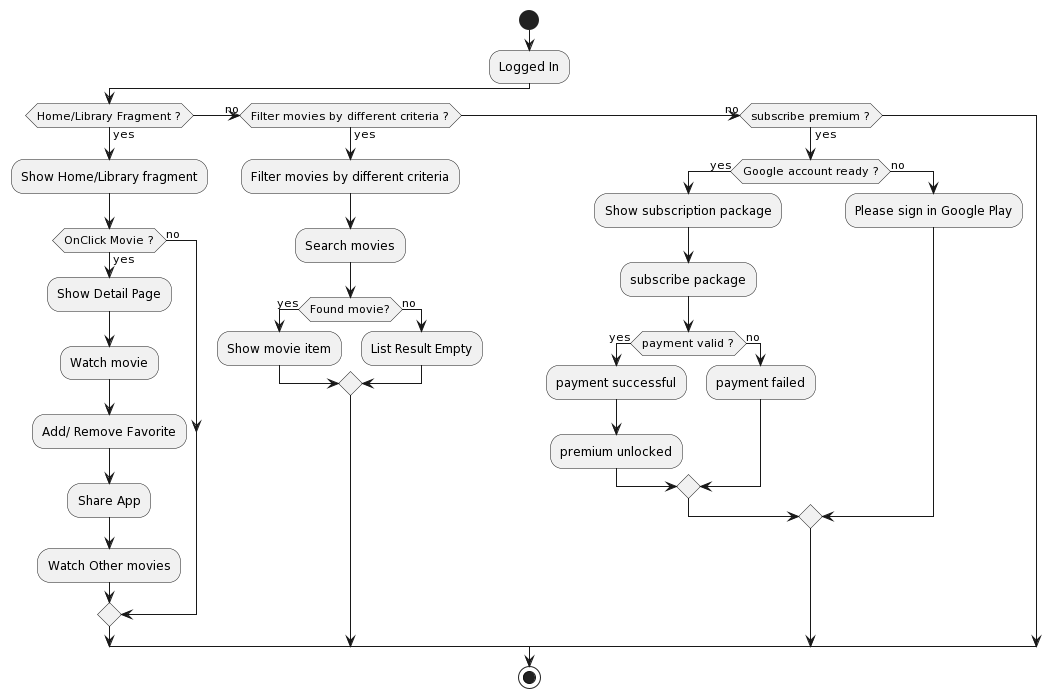 Logged In
Home/Library Fragment ?
no
Filter movies by different criteria ?
no
subscribe premium ?
yes
yes
yes
Show Home/Library fragment
Filter movies by different criteria
yes
Google account ready ?
no
Show subscription package
Please sign in Google Play
OnClick Movie ?
no
yes
Search movies
Show Detail Page
subscribe package
yes
Found movie?
no
Show movie item
List Result Empty
yes
payment valid ?
no
Watch movie
payment successful
payment failed
Add/ Remove Favorite
premium unlocked
Share App
Watch Other movies